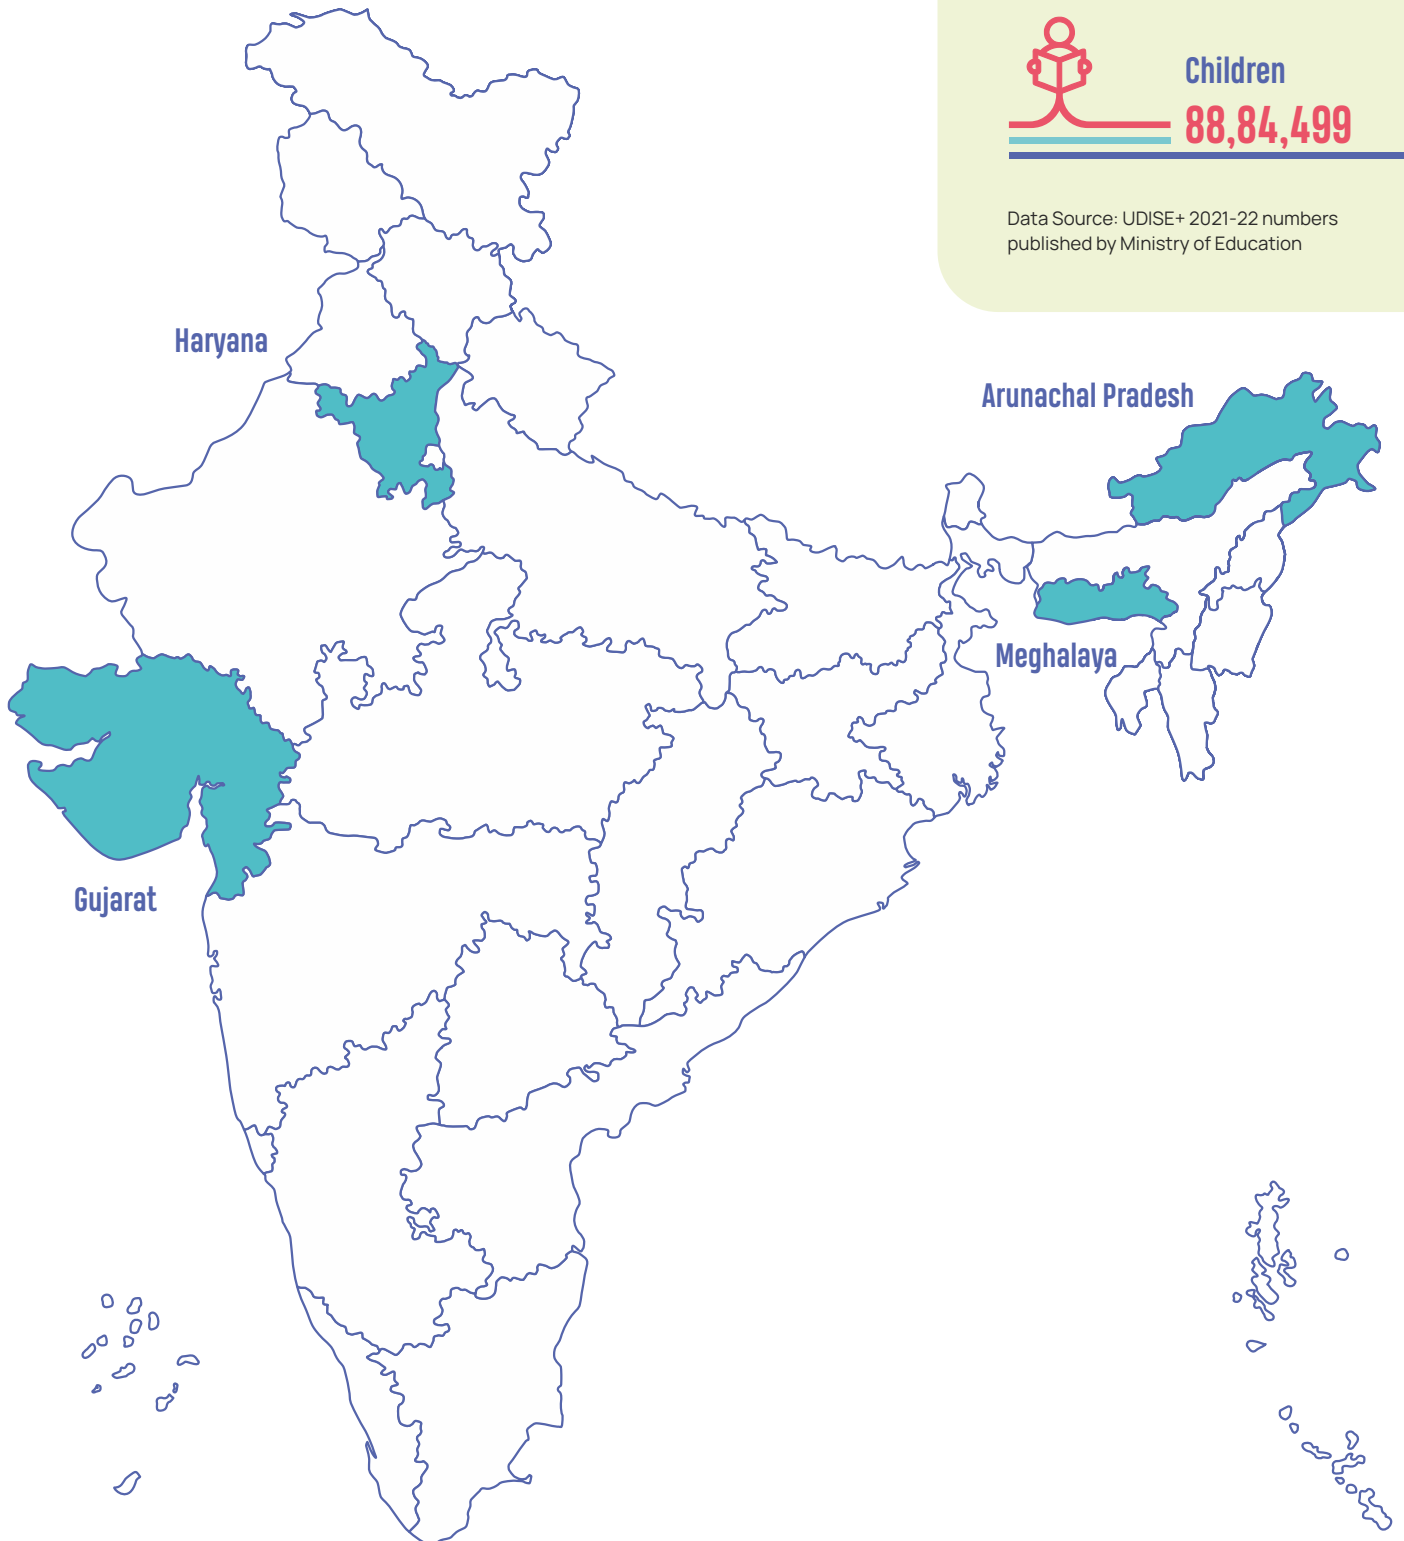 Children
88,84,499
Data Source: UDISE+ 2021-22 numbers
published by Ministry of Education
Haryana
Arunachal Pradesh
Meghalaya
Gujarat